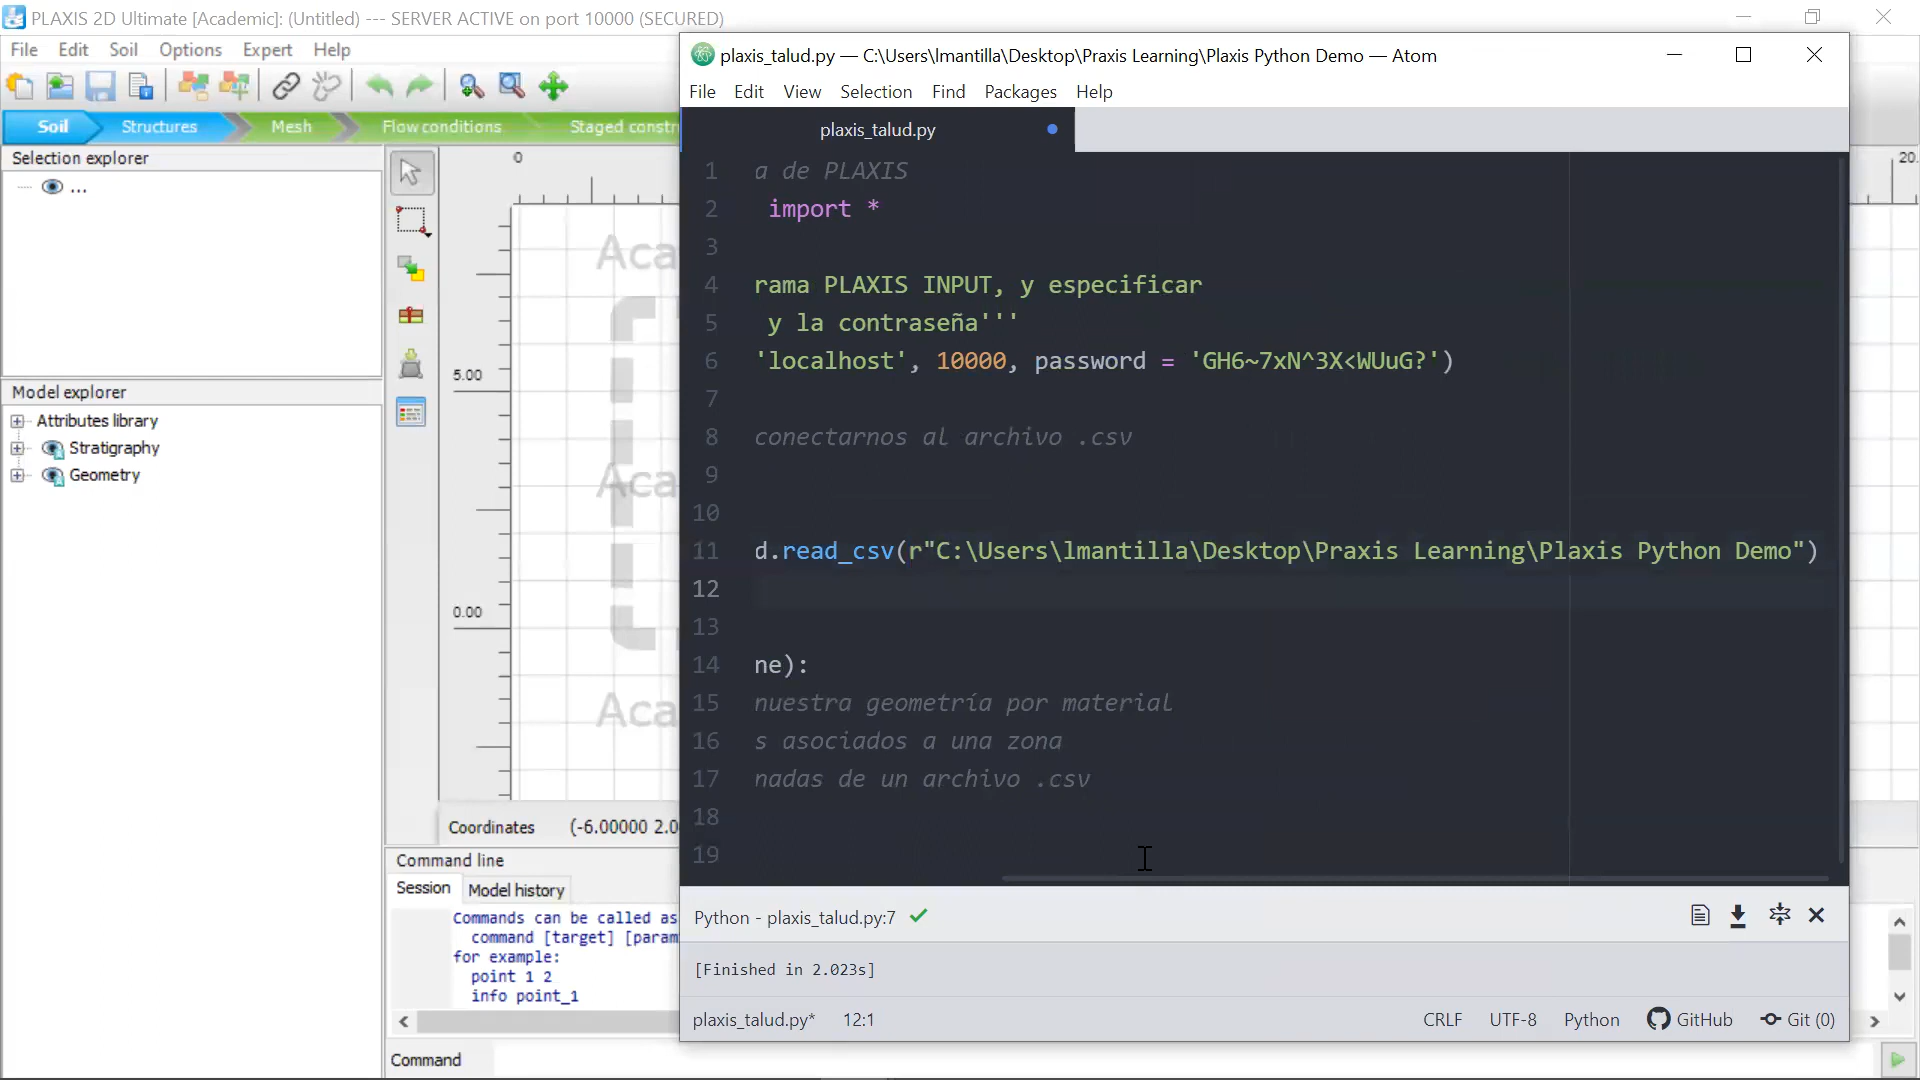 PLAXIS 2D Ultimate [Academic]: (Untitled) --- SERVER ACTIVE on port 10000 (SECURED)
File Edit Soil Options Expert Help
Soil Structures Mesh Flow conditions Staged constr
Selection explorer
...
Model explorer
Attributes library
Stratigraphy
Geometry
0
20.
5.00
0.00
Aca
Aca
Aca
Coordinates (-6.00000 2.0
Command line
Session Model history
Commands can be called as
command [target] [param
for example:
point 1 2
info point_1
Command
plaxis_talud.py — C:\Users\lmantilla\Desktop\Praxis Learning\Plaxis Python Demo — Atom
File Edit View Selection Find Packages Help
plaxis_talud.py
1 a de PLAXIS
2 import *
3
4 rama PLAXIS INPUT, y especificar
5 y la contraseña'''
6 'localhost', 10000, password = 'GH6~7xN^3X<WUuG?')
7
8 conectarnos al archivo .csv
9
10
11 d.read_csv(r"C:\Users\lmantilla\Desktop\Praxis Learning\Plaxis Python Demo")
12
13
14 ne):
15 nuestra geometría por material
16 s asociados a una zona
17 nadas de un archivo .csv
18
19
Python - plaxis_talud.py:7
[Finished in 2.023s]
plaxis_talud.py* 12:1 CRLF UTF-8 Python GitHub Git (0)